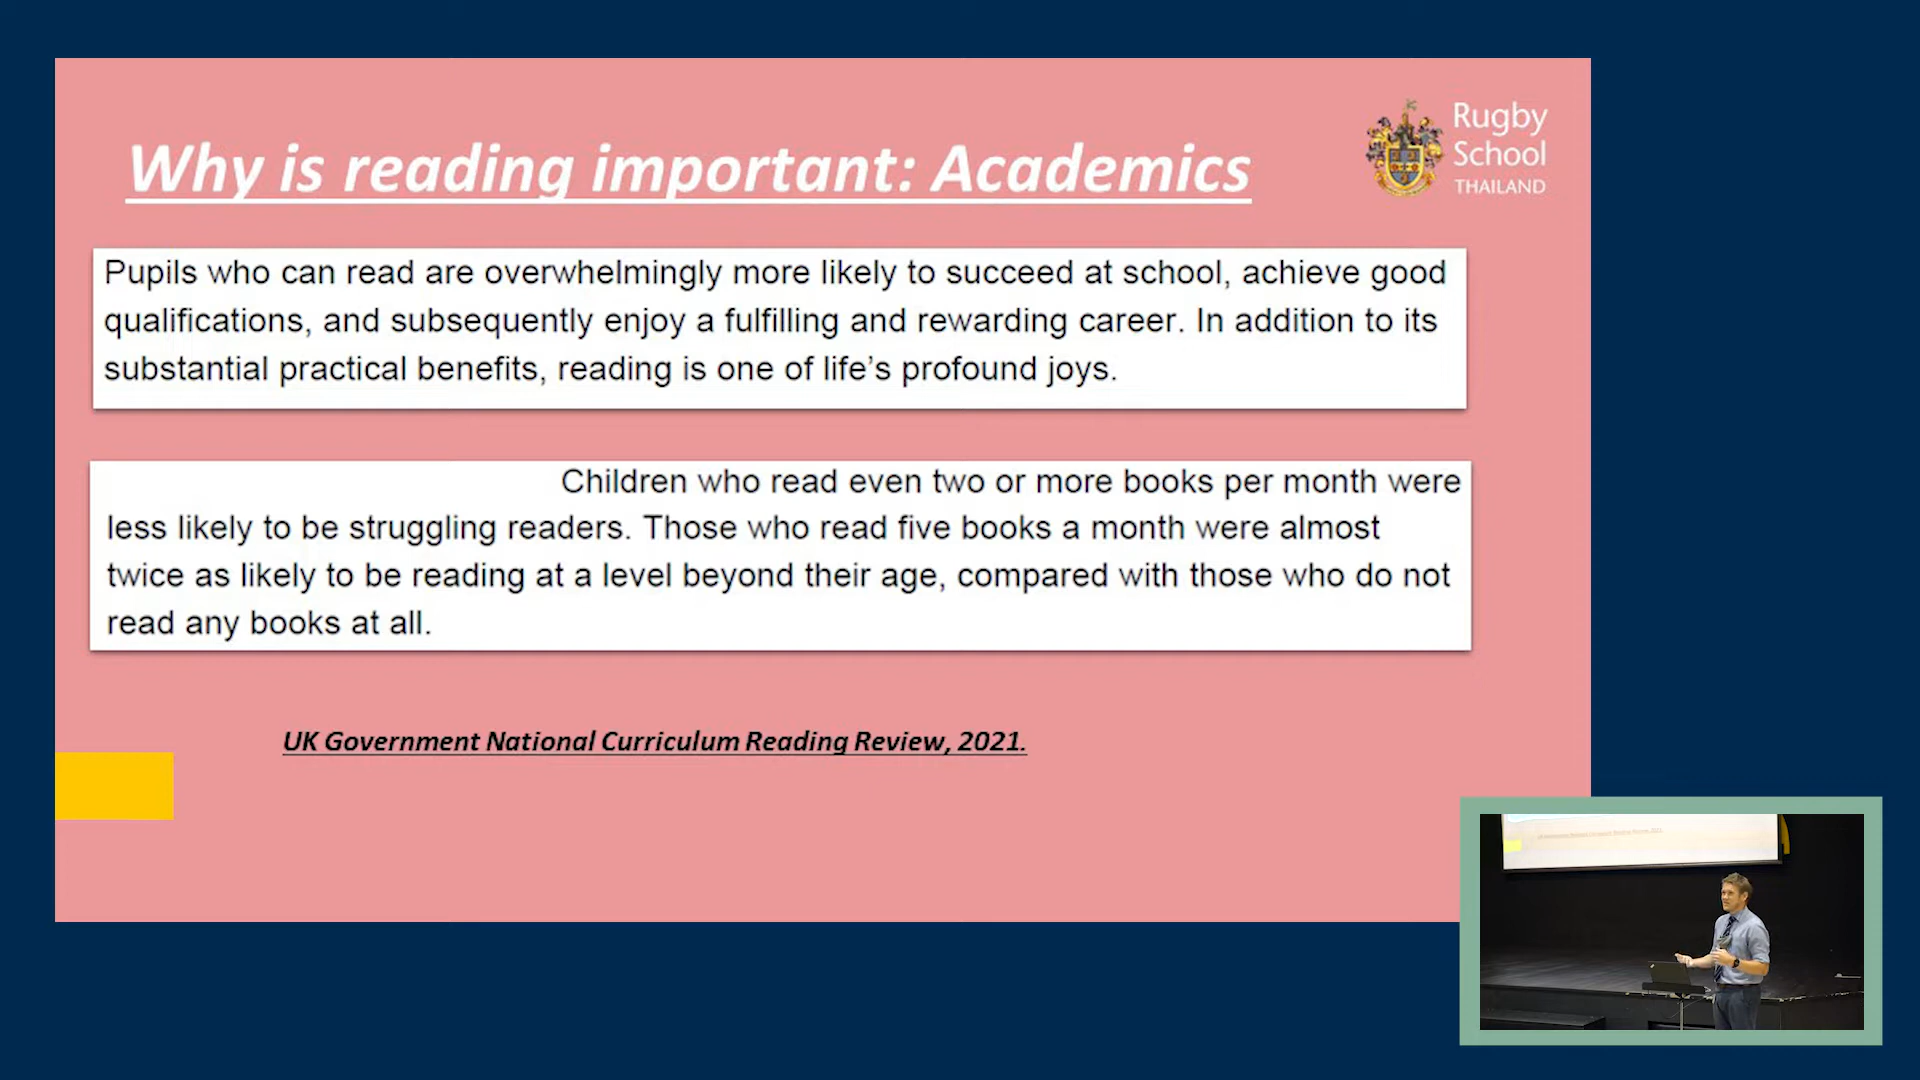 Why is reading important: Academics
Rugby
School
THAILAND
Pupils who can read are overwhelmingly more likely to succeed at school, achieve good
qualifications, and subsequently enjoy a fulfilling and rewarding career. In addition to its
substantial practical benefits, reading is one of life’s profound joys.
Children who read even two or more books per month were
less likely to be struggling readers. Those who read five books a month were almost
twice as likely to be reading at a level beyond their age, compared with those who do not
read any books at all.
UK Government National Curriculum Reading Review, 2021.